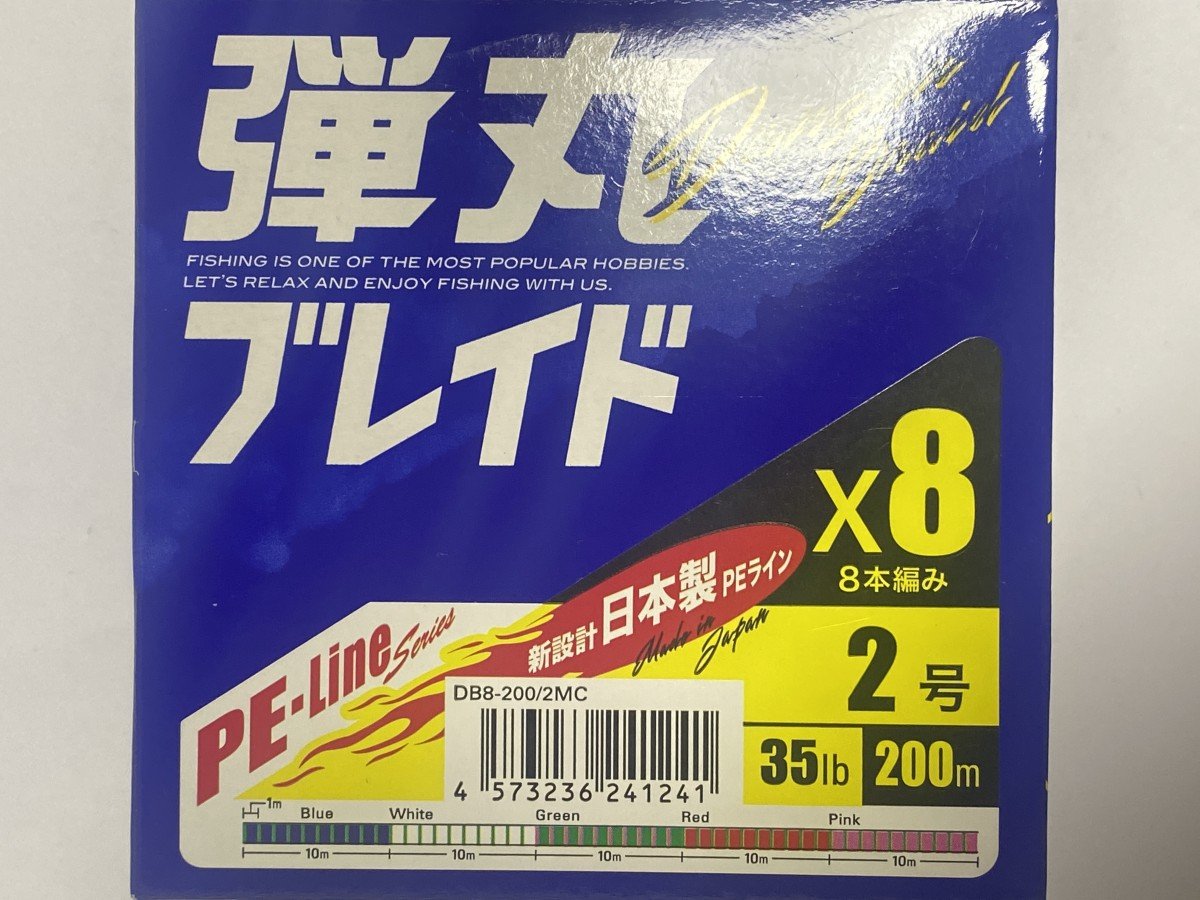 弾丸
Braid
FISHING IS ONE OF THE MOST POPULAR HOBBIES.
LET'S RELAX AND ENJOY FISHING WITH US.
ブレイド
X8
8本編み
新設計 日本製 PEライン
Made in Japan
PE-Line Series
2号
DB8-200/2MC
35lb
200m
4 573236 241241
1m
Blue White Green Red Pink
10m 10m 10m 10m 10m